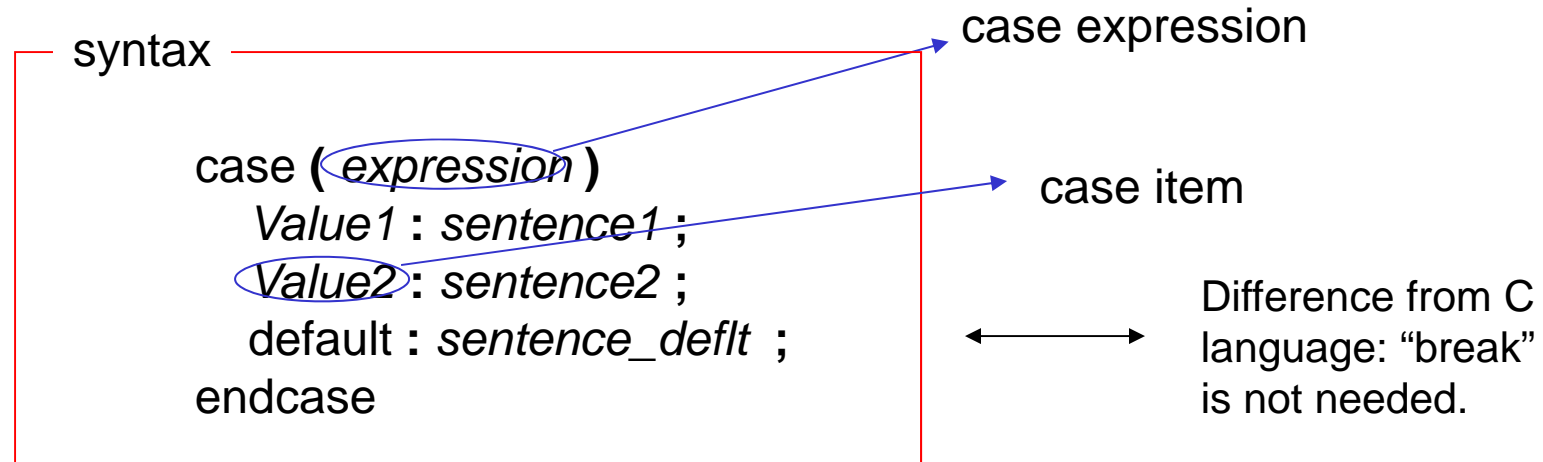 case expression
syntax
case ( expression )
Value1 : sentence1 ;
case item
Value2 : sentence2 ;
default : sentence_deflt ;
endcase
Difference from C
language: “break”
is not needed.